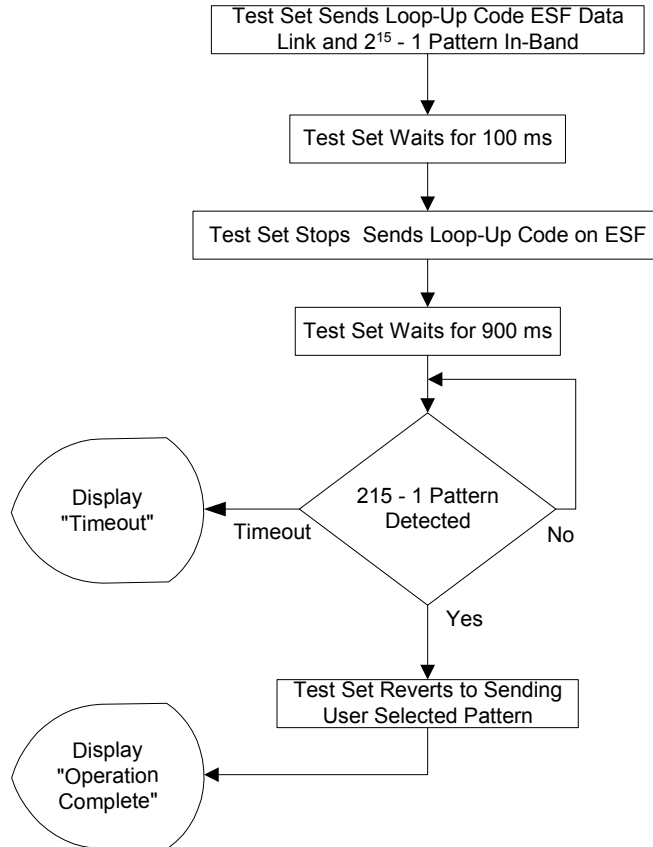 Test Set Sends Loop-Up Code ESF Data
Link and 2¹⁵ - 1 Pattern In-Band
Test Set Waits for 100 ms
Test Set Stops  Sends Loop-Up Code on ESF
Test Set Waits for 900 ms
215 - 1 Pattern
Detected
Display
"Timeout"
Timeout
No
Yes
Test Set Reverts to Sending
User Selected Pattern
Display
"Operation
Complete"